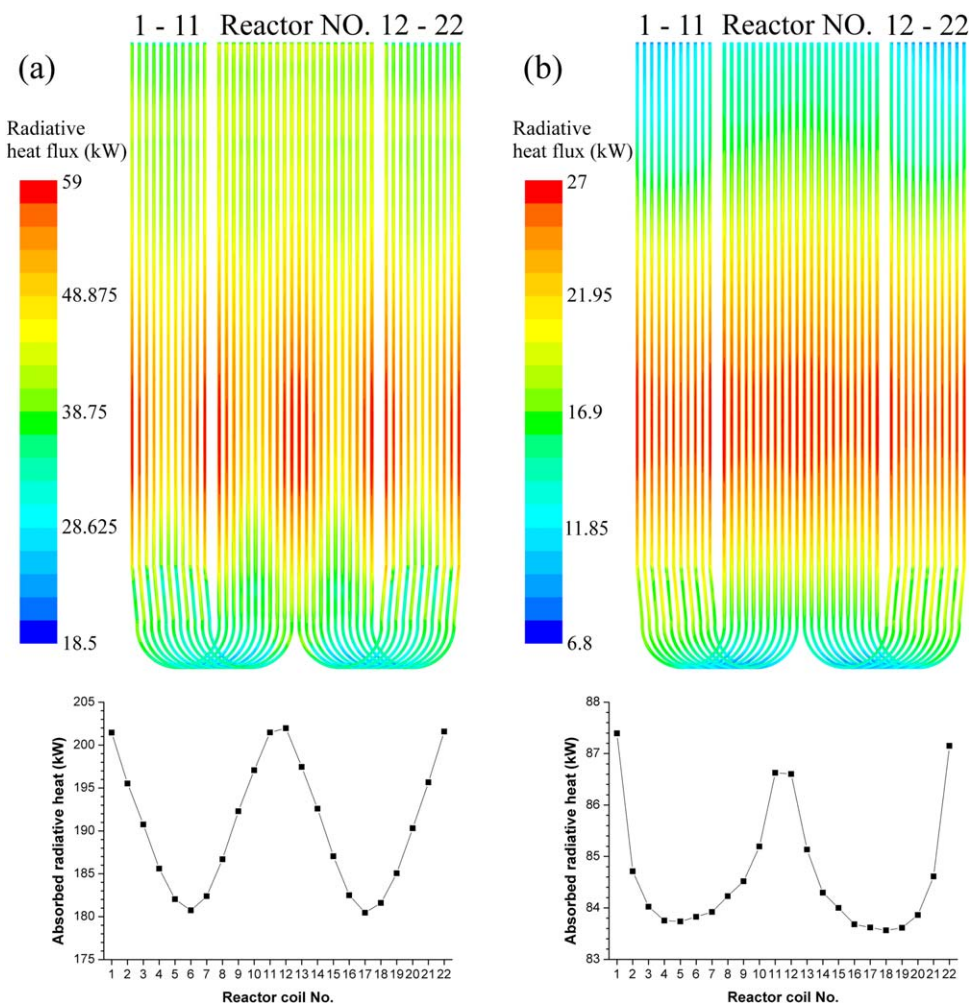 1 - 11 Reactor NO. 12 - 22
(a)
Radiative
heat flux (kW)
59
48.875
38.75
28.625
18.5
1 - 11 Reactor NO. 12 - 22
(b)
Radiative
heat flux (kW)
27
21.95
16.9
11.85
6.8
Absorbed radiative heat (kW)
205
200
195
190
185
180
175
1 2 3 4 5 6 7 8 9 10 11 12 13 14 15 16 17 18 19 20 21 22
Reactor coil No.
Absorbed radiative heat (kW)
88
87
86
85
84
83
1 2 3 4 5 6 7 8 9 10 11 12 13 14 15 16 17 18 19 20 21 22
Reactor coil No.